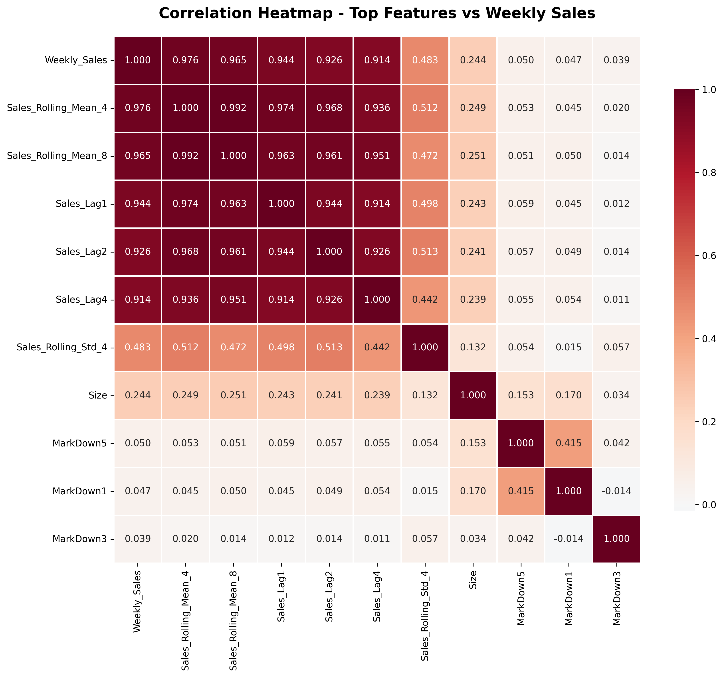 Correlation Heatmap - Top Features vs Weekly Sales
Weekly_Sales 1.000 0.976 0.965 0.944 0.926 0.914 0.483 0.244 0.050 0.047 0.039
Sales_Rolling_Mean_4 0.976 1.000 0.992 0.974 0.968 0.936 0.512 0.249 0.053 0.045 0.020
Sales_Rolling_Mean_8 0.965 0.992 1.000 0.963 0.961 0.951 0.472 0.251 0.051 0.050 0.014
Sales_Lag1 0.944 0.974 0.963 1.000 0.944 0.914 0.498 0.243 0.059 0.045 0.012
Sales_Lag2 0.926 0.968 0.961 0.944 1.000 0.926 0.513 0.241 0.057 0.049 0.014
Sales_Lag4 0.914 0.936 0.951 0.914 0.926 1.000 0.442 0.239 0.055 0.054 0.011
Sales_Rolling_Std_4 0.483 0.512 0.472 0.498 0.513 0.442 1.000 0.132 0.054 0.015 0.057
Size 0.244 0.249 0.251 0.243 0.241 0.239 0.132 1.000 0.153 0.170 0.034
MarkDown5 0.050 0.053 0.051 0.059 0.057 0.055 0.054 0.153 1.000 0.415 0.042
MarkDown1 0.047 0.045 0.050 0.045 0.049 0.054 0.015 0.170 0.415 1.000 -0.014
MarkDown3 0.039 0.020 0.014 0.012 0.014 0.011 0.057 0.034 0.042 -0.014 1.000
Weekly_Sales
Sales_Rolling_Mean_4
Sales_Rolling_Mean_8
Sales_Lag1
Sales_Lag2
Sales_Lag4
Sales_Rolling_Std_4
Size
MarkDown5
MarkDown1
MarkDown3
1.0
0.8
0.6
0.4
0.2
0.0